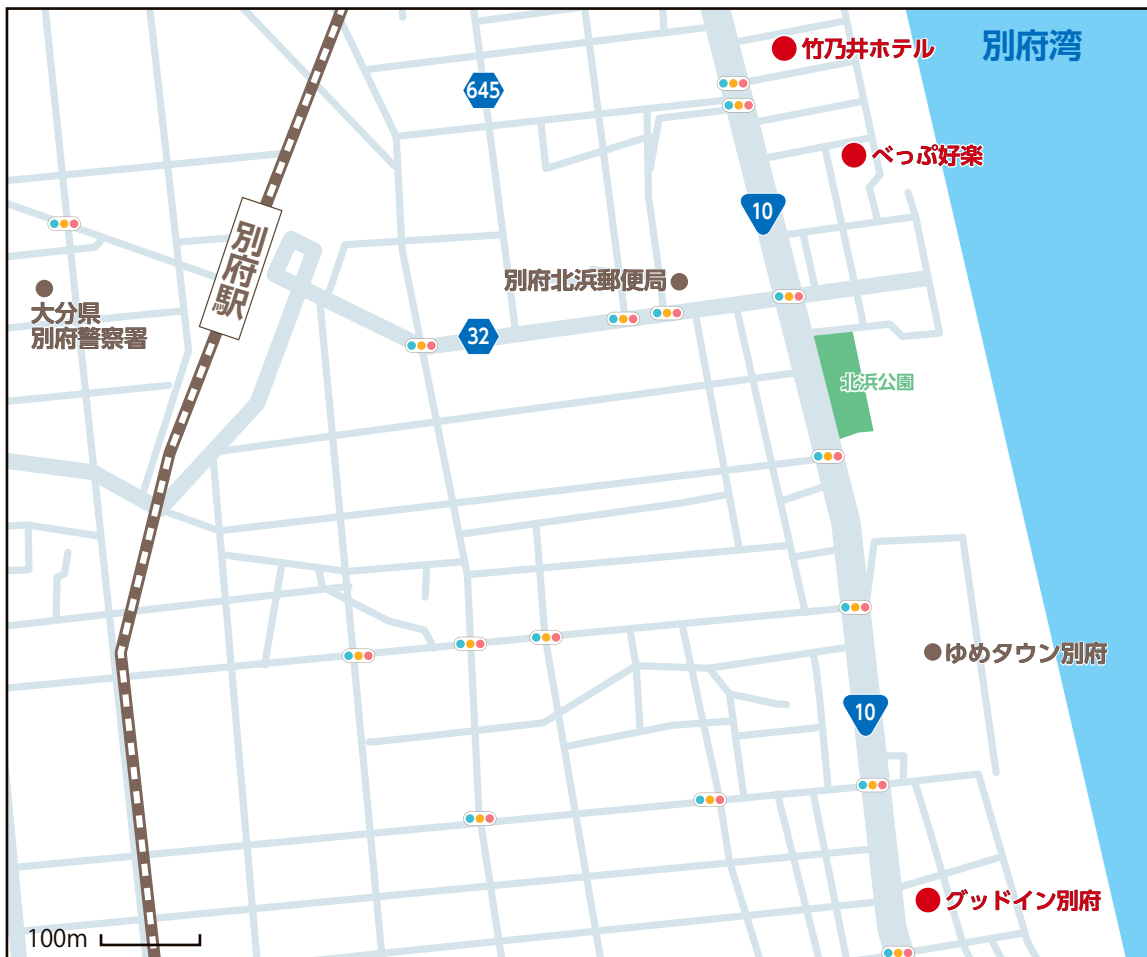 竹乃井ホテル
別府湾
645
べっぷ好楽
10
別府駅
別府北浜郵便局
大分県
別府警察署
32
北浜公園
ゆめタウン別府
10
グッドイン別府
100m